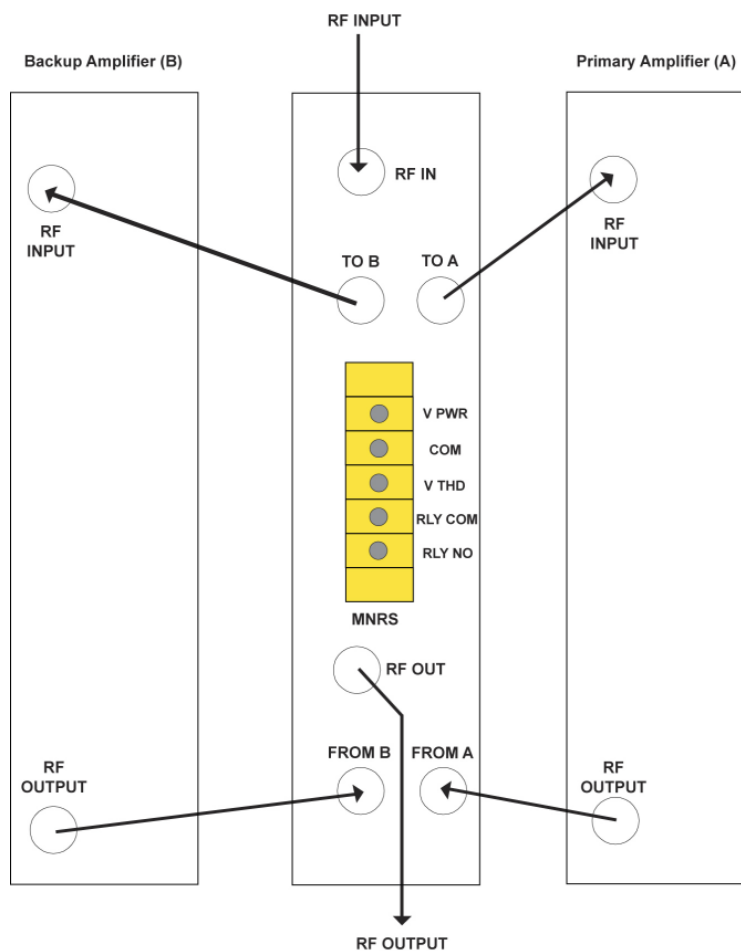 RF INPUT
Backup Amplifier (B)
Primary Amplifier (A)
RF IN
RF
INPUT
RF
INPUT
TO B
TO A
V PWR
COM
V THD
RLY COM
RLY NO
MNRS
RF OUT
FROM B
FROM A
RF
OUTPUT
RF
OUTPUT
RF OUTPUT